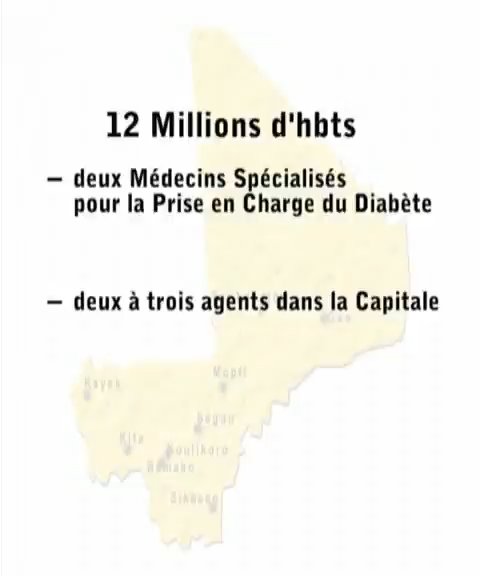 12 Millions d'hbts
– deux Médecins Spécialisés
pour la Prise en Charge du Diabète
– deux à trois agents dans la Capitale
Mopti
Kayes
Ségou
Kita
Koulikoro
Bamako
Sikasso